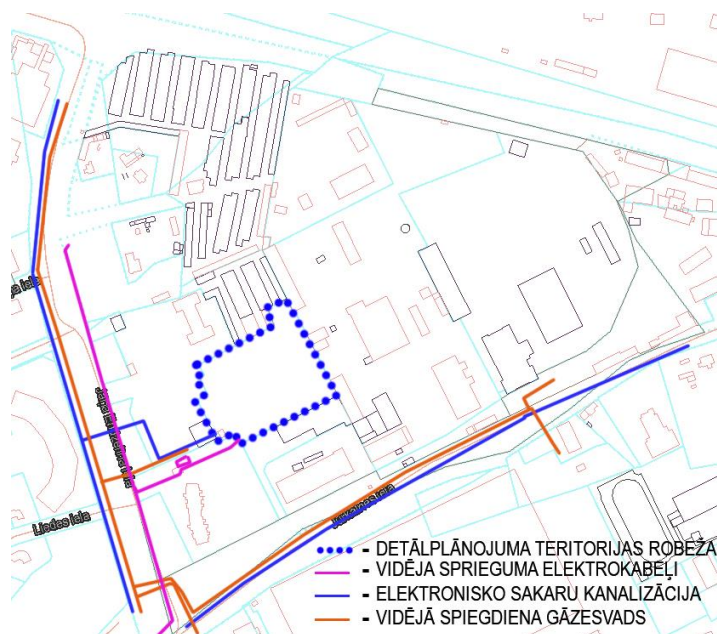 Liedes iela
- DETĀLPLĀNOJUMA TERITORIJAS ROBEŽA
- VIDĒJA SPRIEGUMA ELEKTROKABEĻI
- ELEKTRONISKO SAKARU KANALIZĀCIJA
- VIDĒJĀ SPIEGDIENA GĀZESVADS